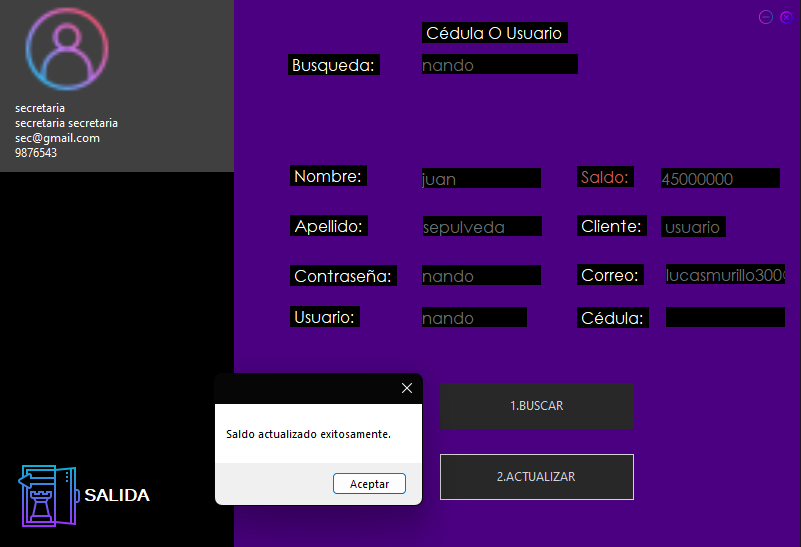 secretaria
secretaria secretaria
sec@gmail.com
9876543
SALIDA
Cédula O Usuario
Busqueda: nando
Nombre: juan Saldo: 45000000
Apellido: sepulveda Cliente: usuario
Contraseña: nando Correo: lucasmurillo300
Usuario: nando Cédula:
Saldo actualizado exitosamente.
Aceptar
1.BUSCAR
2.ACTUALIZAR